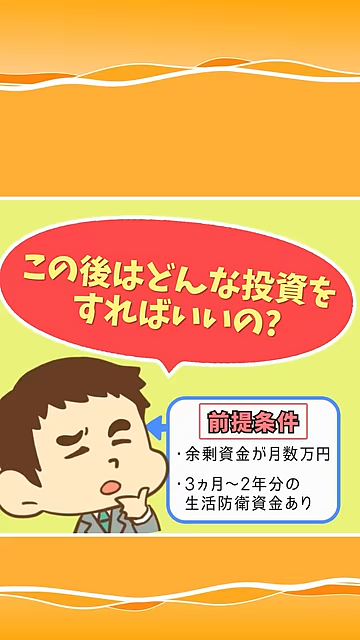 この後はどんな投資を
すればいいの?
前提条件
・余剰資金が月数万円
・3ヵ月〜2年分の
生活防衛資金あり